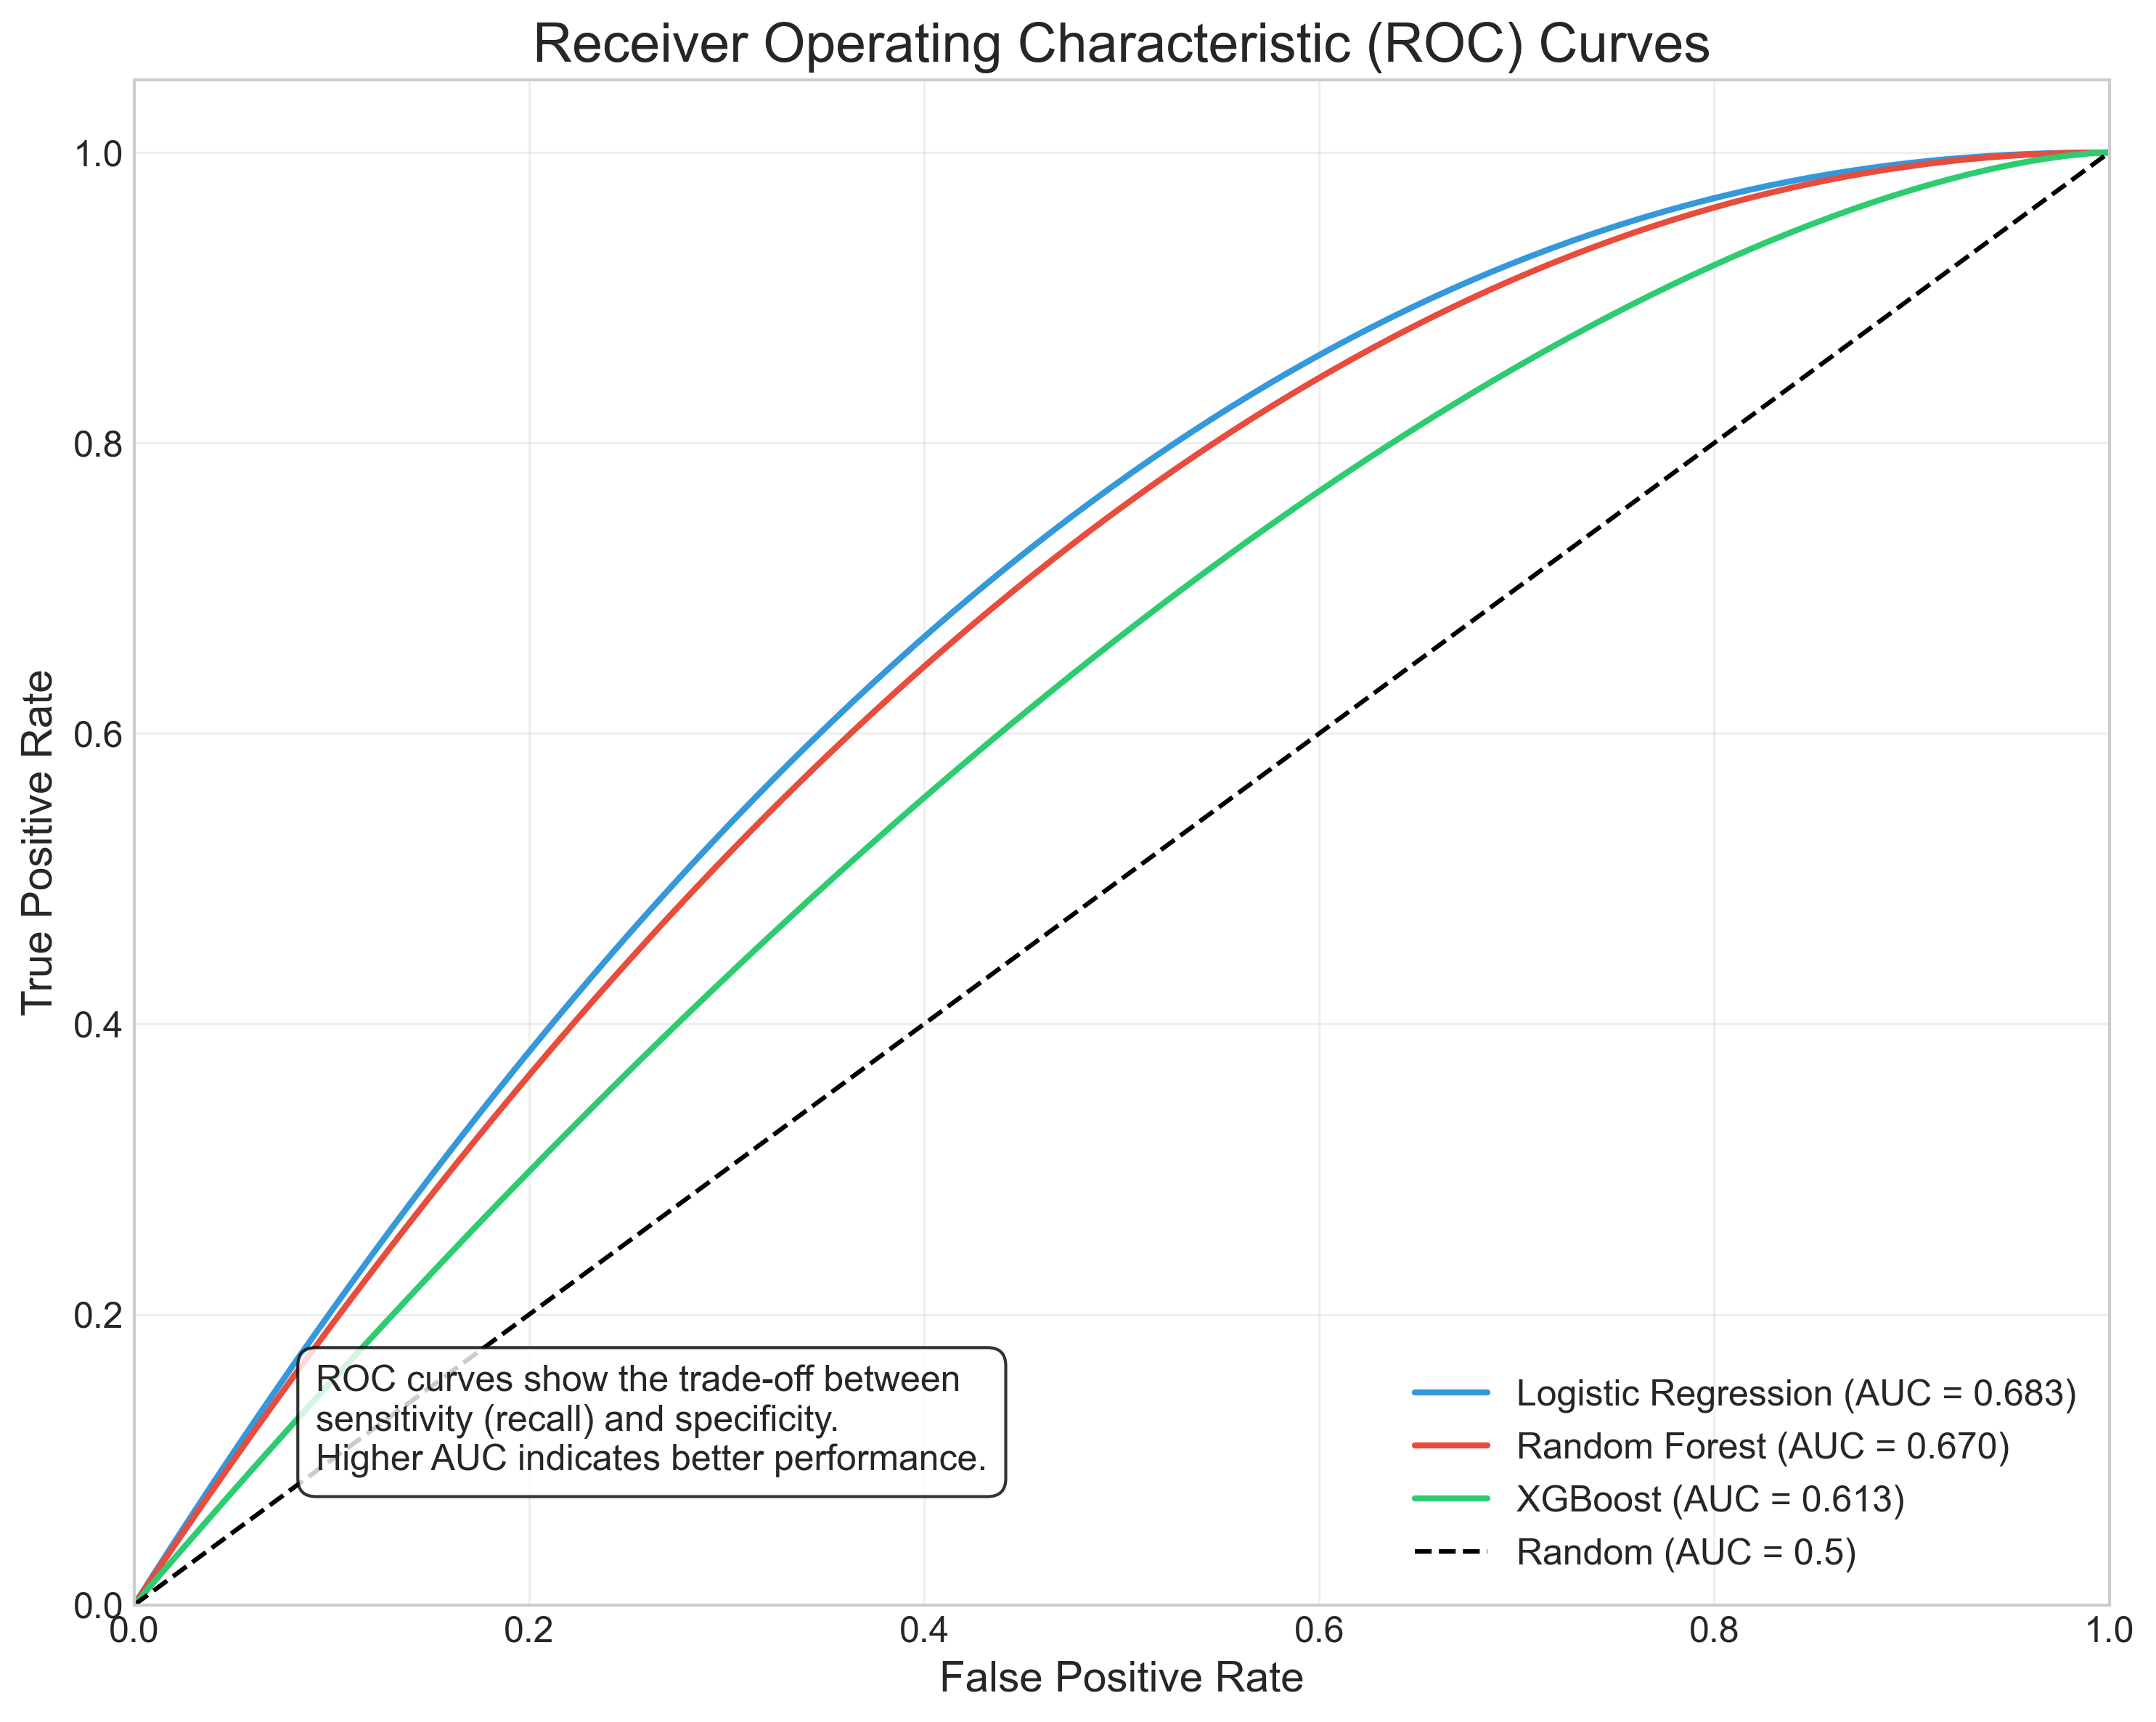 Receiver Operating Characteristic (ROC) Curves
True Positive Rate
1.0
0.8
0.6
0.4
0.2
0.0
ROC curves show the trade-off between
sensitivity (recall) and specificity.
Higher AUC indicates better performance.
Logistic Regression (AUC = 0.683)
Random Forest (AUC = 0.670)
XGBoost (AUC = 0.613)
Random (AUC = 0.5)
0.0 0.2 0.4 0.6 0.8 1.0
False Positive Rate